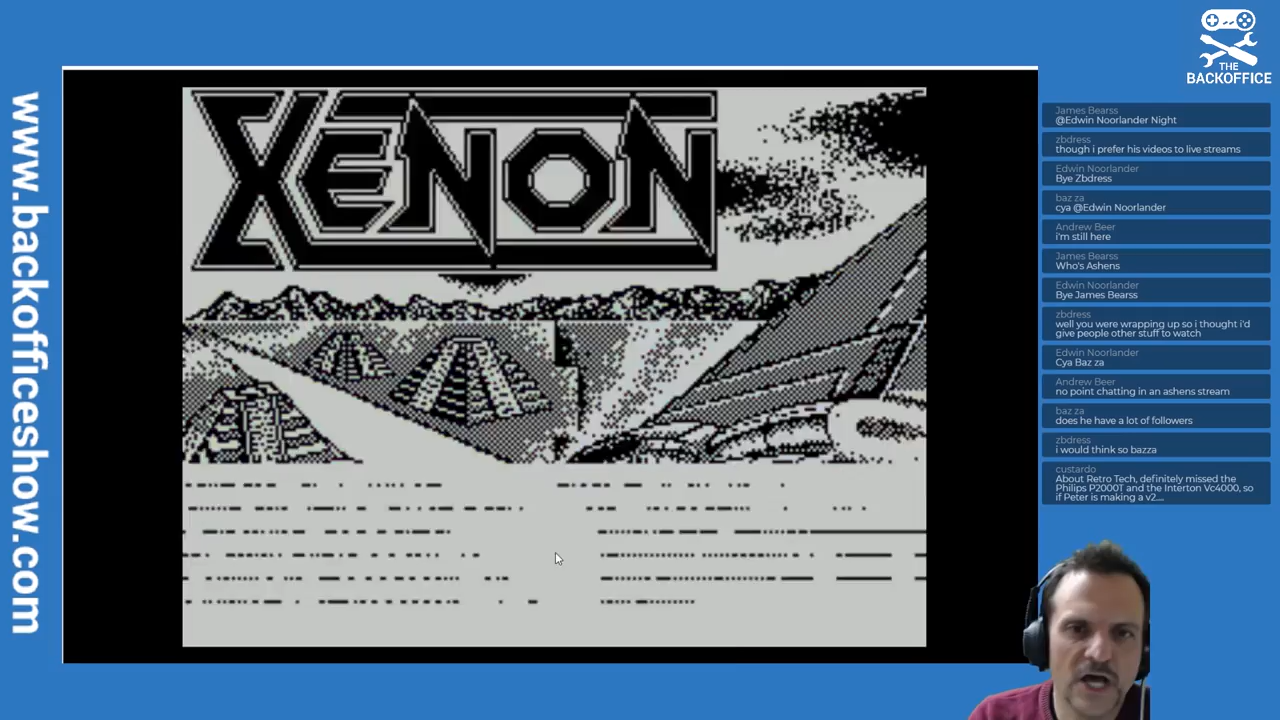 www.backofficeshow.com
XENON
THE
BACKOFFICE
James Bearss
@Edwin Noorlander Night
zbdress
though i prefer his videos to live streams
Edwin Noorlander
Bye Zbdress
baz za
cya @Edwin Noorlander
Andrew Beer
i'm still here
James Bearss
Who's Ashens
Edwin Noorlander
Bye James Bearss
zbdress
well you were wrapping up so i thought i'd
give people other stuff to watch
Edwin Noorlander
Cya Baz za
Andrew Beer
no point chatting in an ashens stream
baz za
does he have a lot of followers
zbdress
i would think so bazza
custardo
About Retro Tech, definitely missed the
Philips P2000T and the Interton Vc4000, so
if Peter is making a v2....